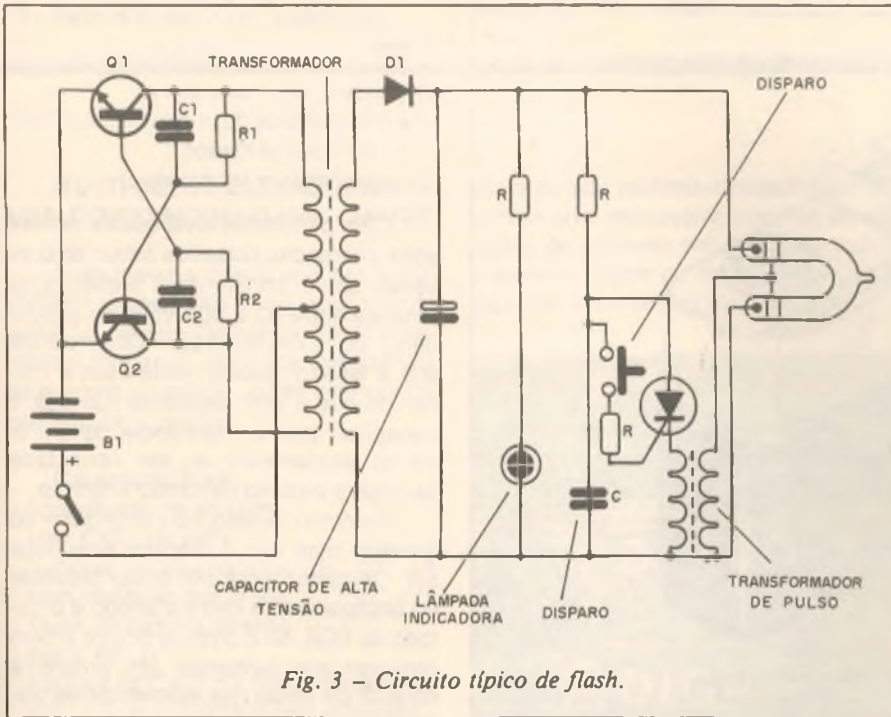 Q1
TRANSFORMADOR
D1
DISPARO
C1
R1
R
R
C2
R2
Q2
R
B1
+
C
CAPACITOR DE ALTA
TENSÃO
LÂMPADA
INDICADORA
DISPARO
TRANSFORMADOR
DE PULSO
Fig. 3 – Circuito típico de flash.